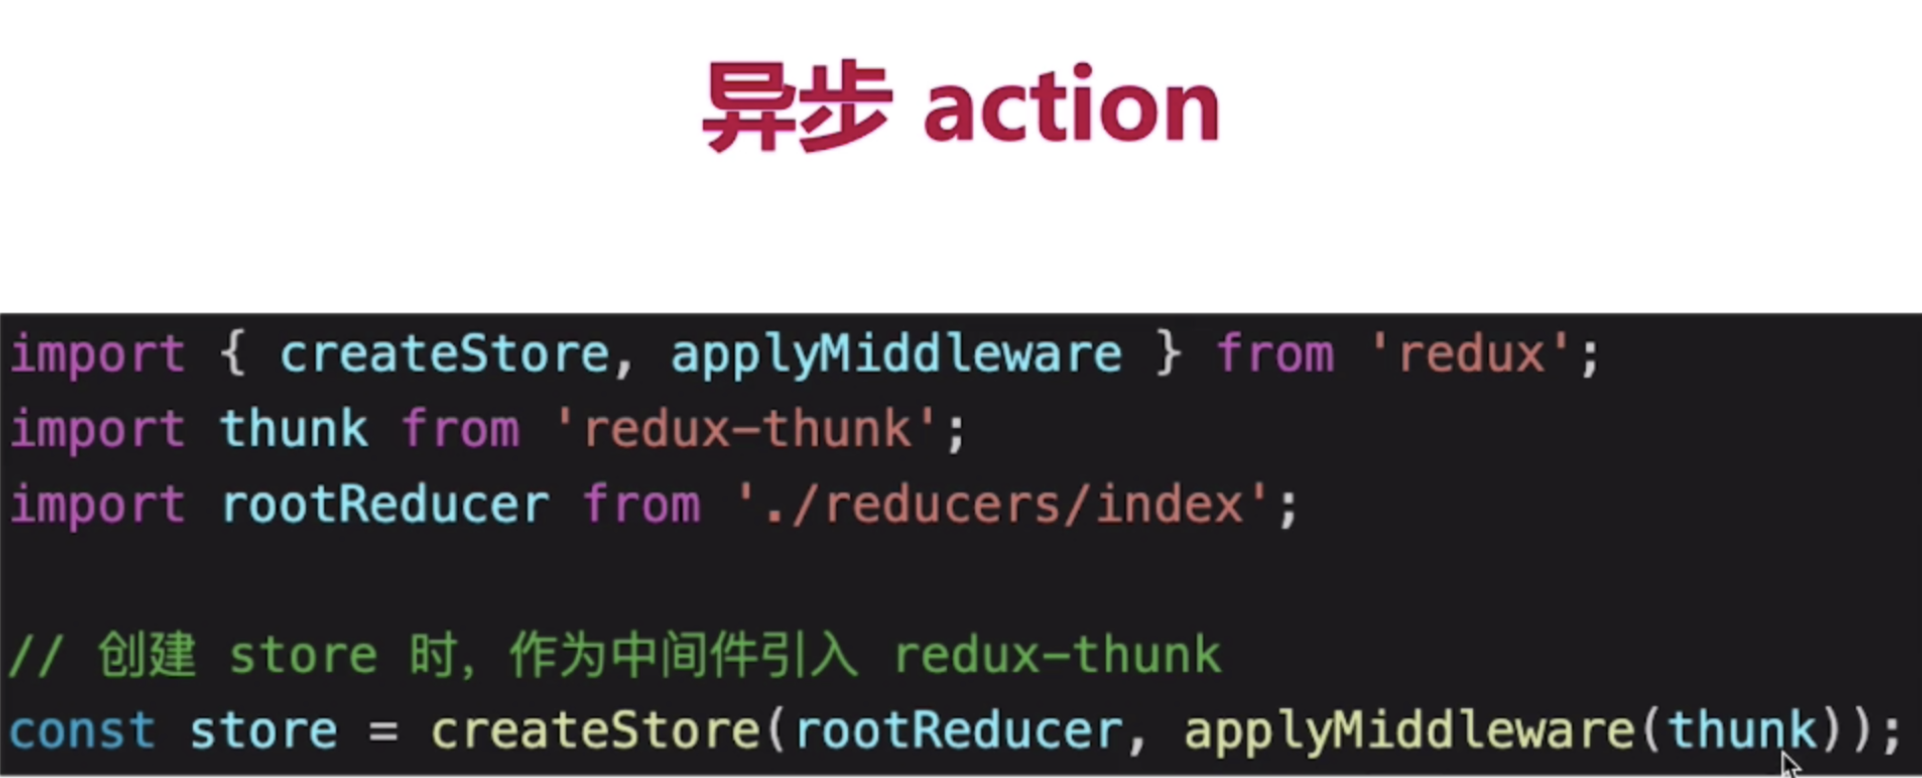 异步 action
import { createStore, applyMiddleware } from 'redux';
import thunk from 'redux-thunk';
import rootReducer from './reducers/index';
// 创建 store 时，作为中间件引入 redux-thunk
const store = createStore(rootReducer, applyMiddleware(thunk));